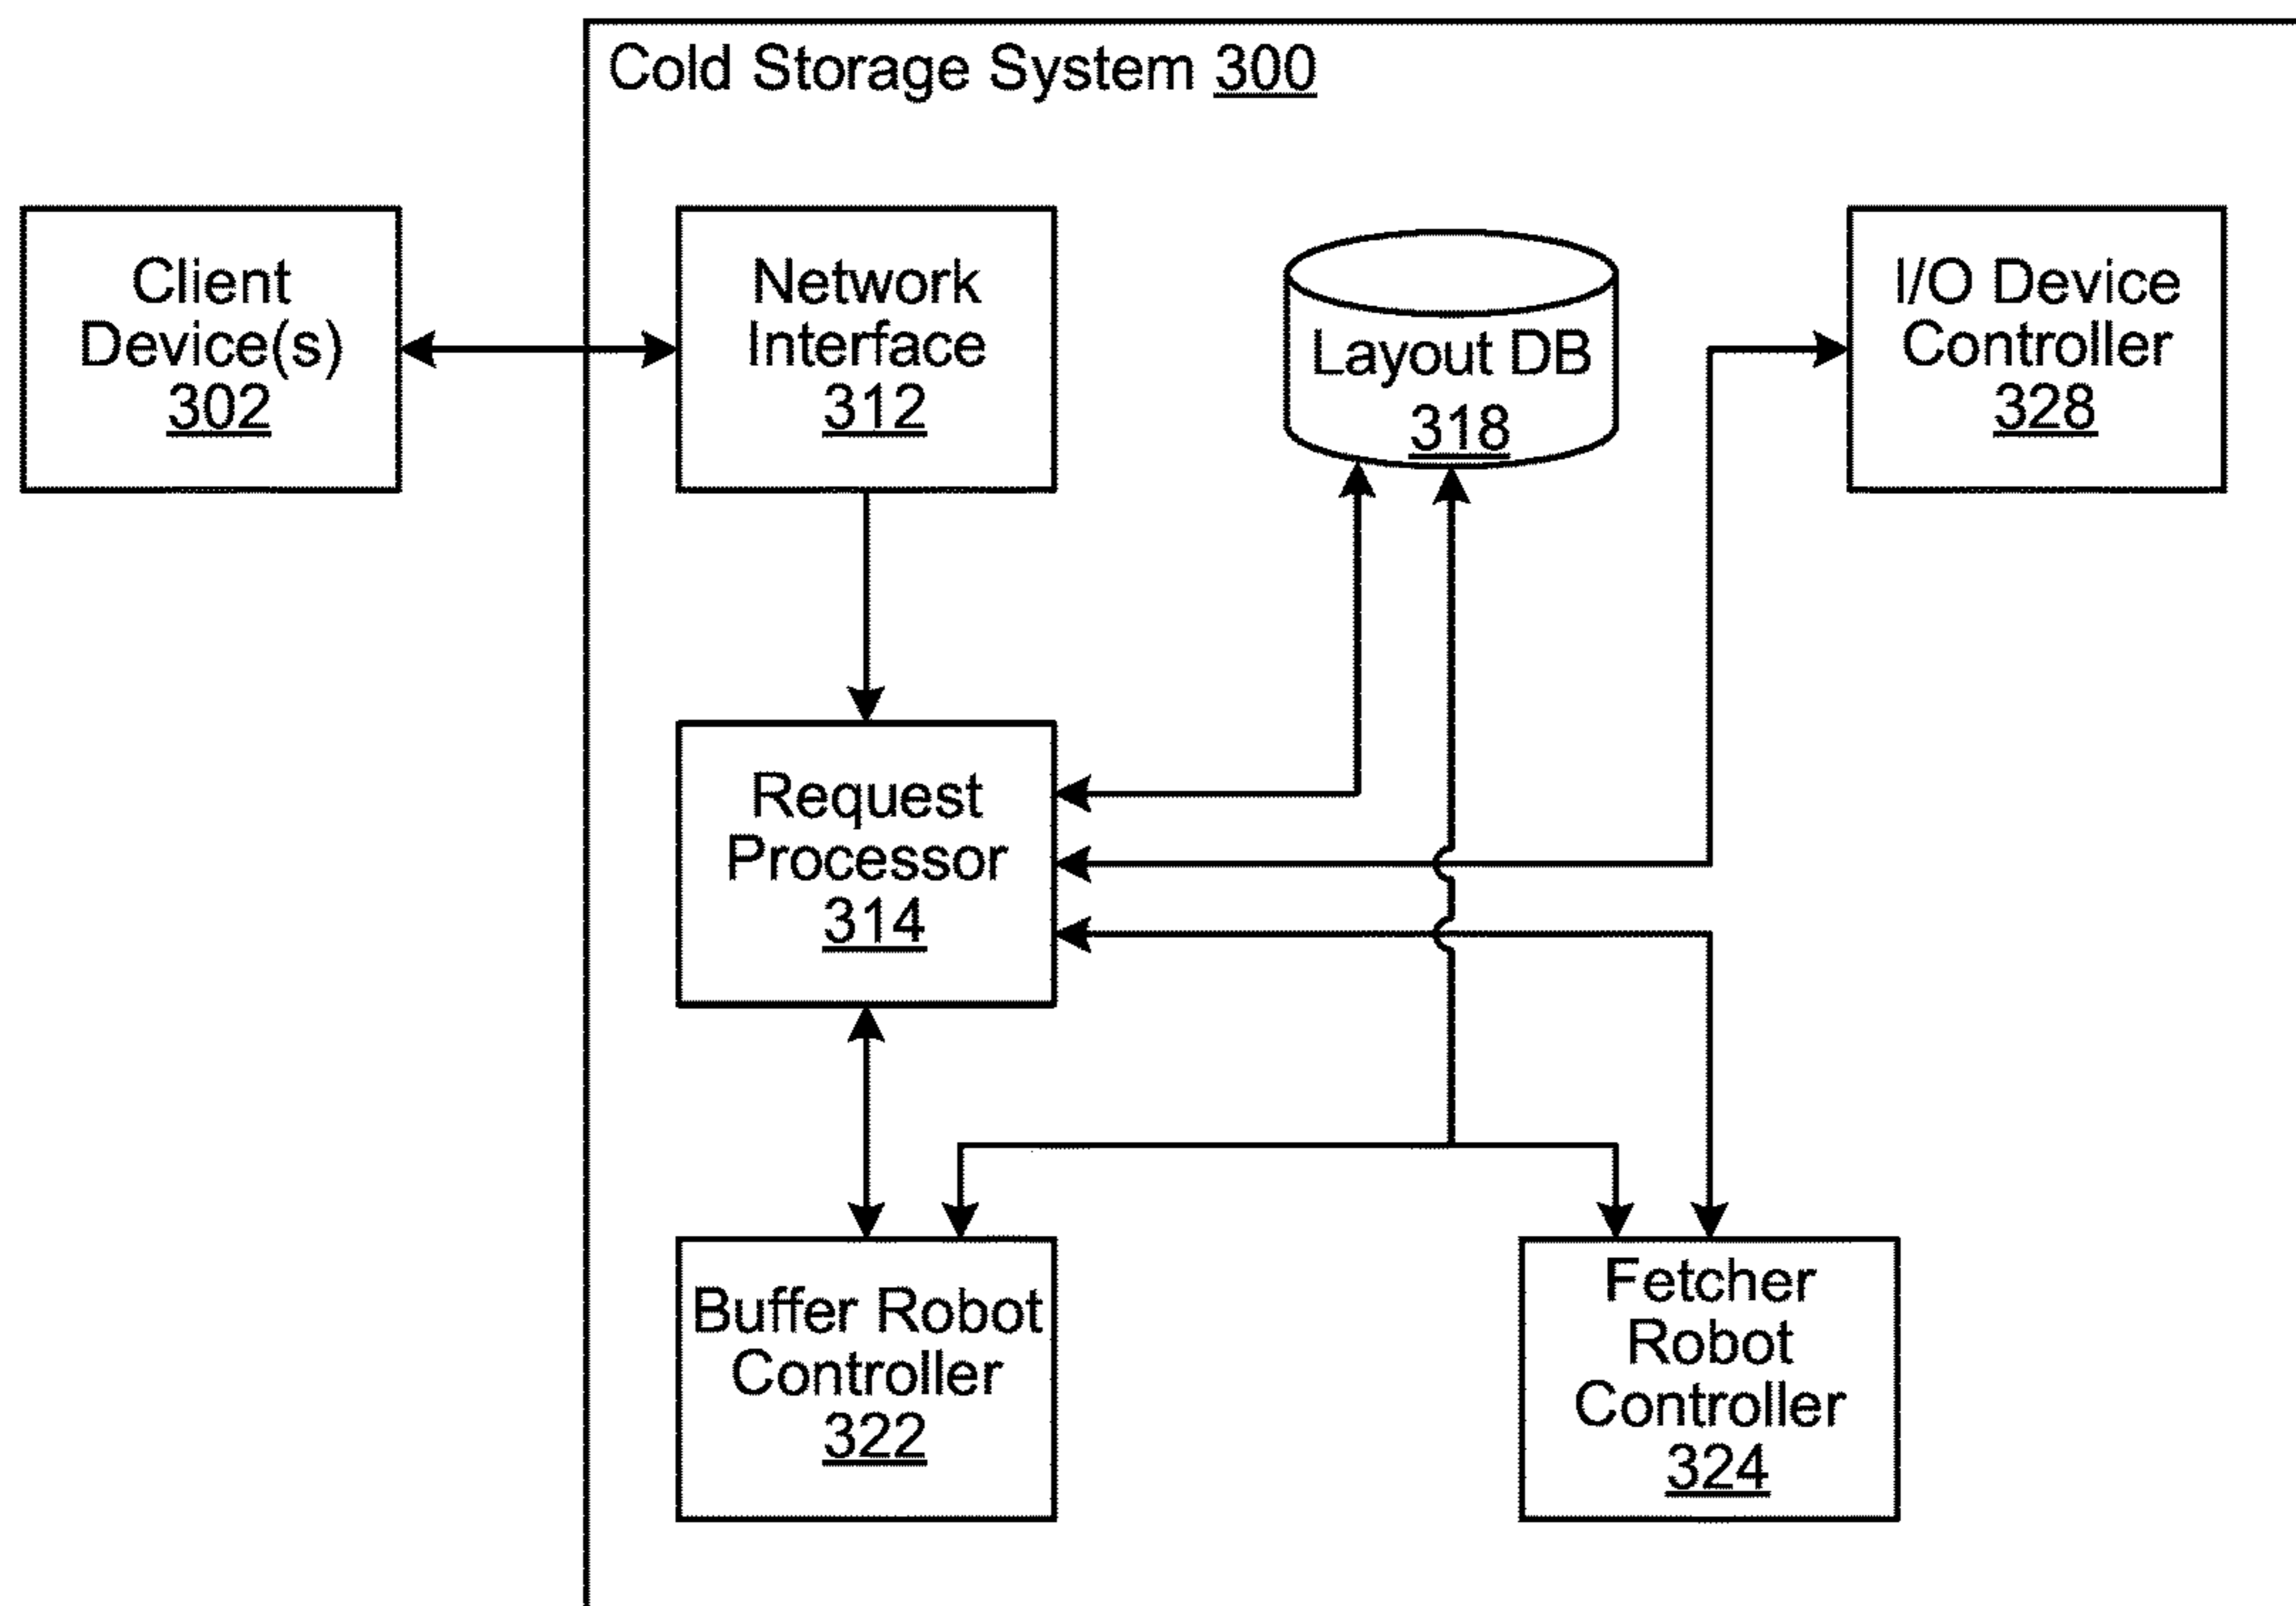 Cold Storage System 300
Client
Device(s)
302
Network
Interface
312
Layout DB
318
I/O Device
Controller
328
Request
Processor
314
Buffer Robot
Controller
322
Fetcher
Robot
Controller
324